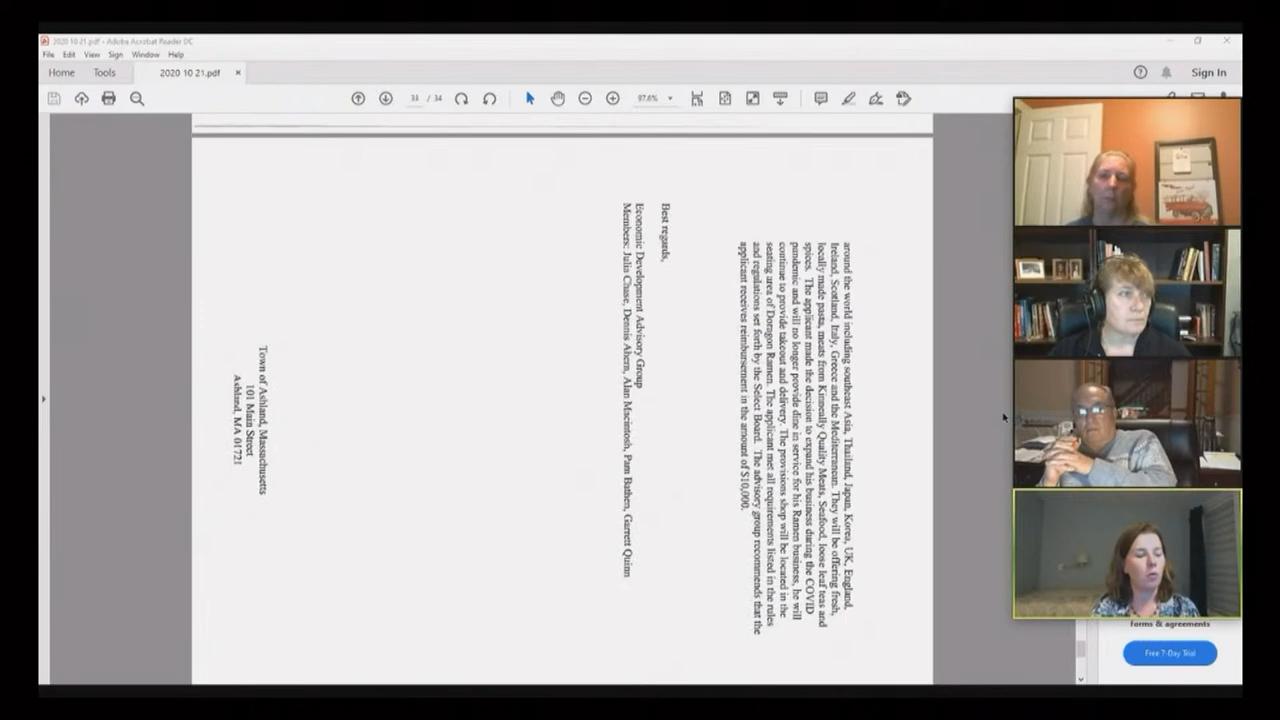 2020 10 21.pdf - Adobe Acrobat Reader DC
File Edit View Sign Window Help
Home Tools 2020 10 21.pdf × Sign In
33 / 34 97.6%
around the world including southeast Asia, Thailand, Japan, Korea, UK, England,
Ireland, Scotland, Italy, Greece and the Mediterranean. They will be offering fresh,
locally made pasta, meats from Kinneally Quality Meats, Seafood, loose leaf teas and
spices. The applicant made the decision to expand his business during the COVID
pandemic and will no longer provide dine in service for his Ramen business, he will
continue to provide takeout and delivery. The provisions shop will be located in the
seating area of Doragon Ramen. The applicant met all requirements listed in the rules
and regulations set forth by the Select Board. The advisory group recommends that the
applicant receives reimbursement in the amount of $10,000.
Best regards,
Economic Development Advisory Group
Members: Julia Chase, Dennis Ahern, Alan Macintosh, Pam Bathen, Garrett Quinn
Town of Ashland, Massachusetts
101 Main Street
Ashland, MA 01721
forms & agreements
Free 7-Day Trial